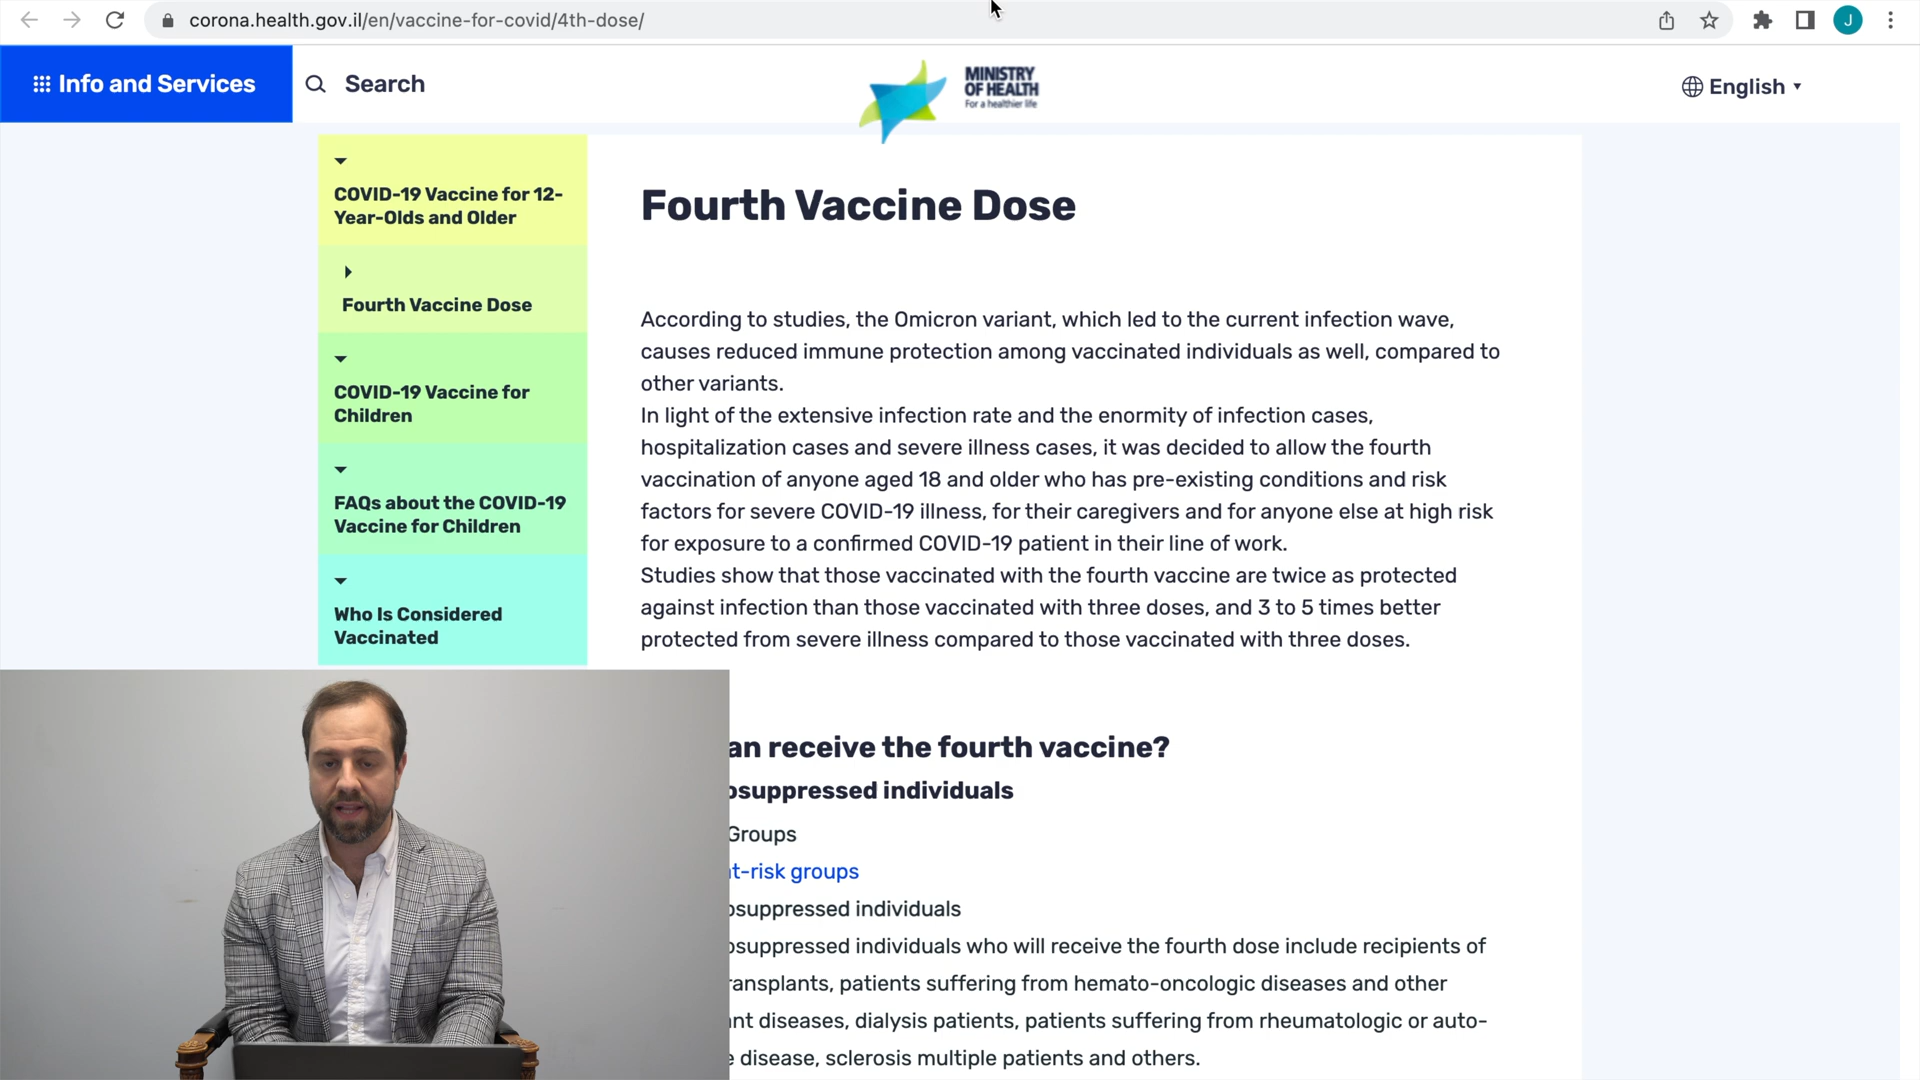 corona.health.gov.il/en/vaccine-for-covid/4th-dose/
J
Info and Services
Search
MINISTRY
OF HEALTH
For a healthier life
English
COVID-19 Vaccine for 12-
Year-Olds and Older
Fourth Vaccine Dose
COVID-19 Vaccine for
Children
FAQs about the COVID-19
Vaccine for Children
Who Is Considered
Vaccinated
Fourth Vaccine Dose
According to studies, the Omicron variant, which led to the current infection wave,
causes reduced immune protection among vaccinated individuals as well, compared to
other variants.
In light of the extensive infection rate and the enormity of infection cases,
hospitalization cases and severe illness cases, it was decided to allow the fourth
vaccination of anyone aged 18 and older who has pre-existing conditions and risk
factors for severe COVID-19 illness, for their caregivers and for anyone else at high risk
for exposure to a confirmed COVID-19 patient in their line of work.
Studies show that those vaccinated with the fourth vaccine are twice as protected
against infection than those vaccinated with three doses, and 3 to 5 times better
protected from severe illness compared to those vaccinated with three doses.
an receive the fourth vaccine?
osuppressed individuals
Groups
t-risk groups
osuppressed individuals
osuppressed individuals who will receive the fourth dose include recipients of
ransplants, patients suffering from hemato-oncologic diseases and other
nt diseases, dialysis patients, patients suffering from rheumatologic or auto-
e disease, sclerosis multiple patients and others.